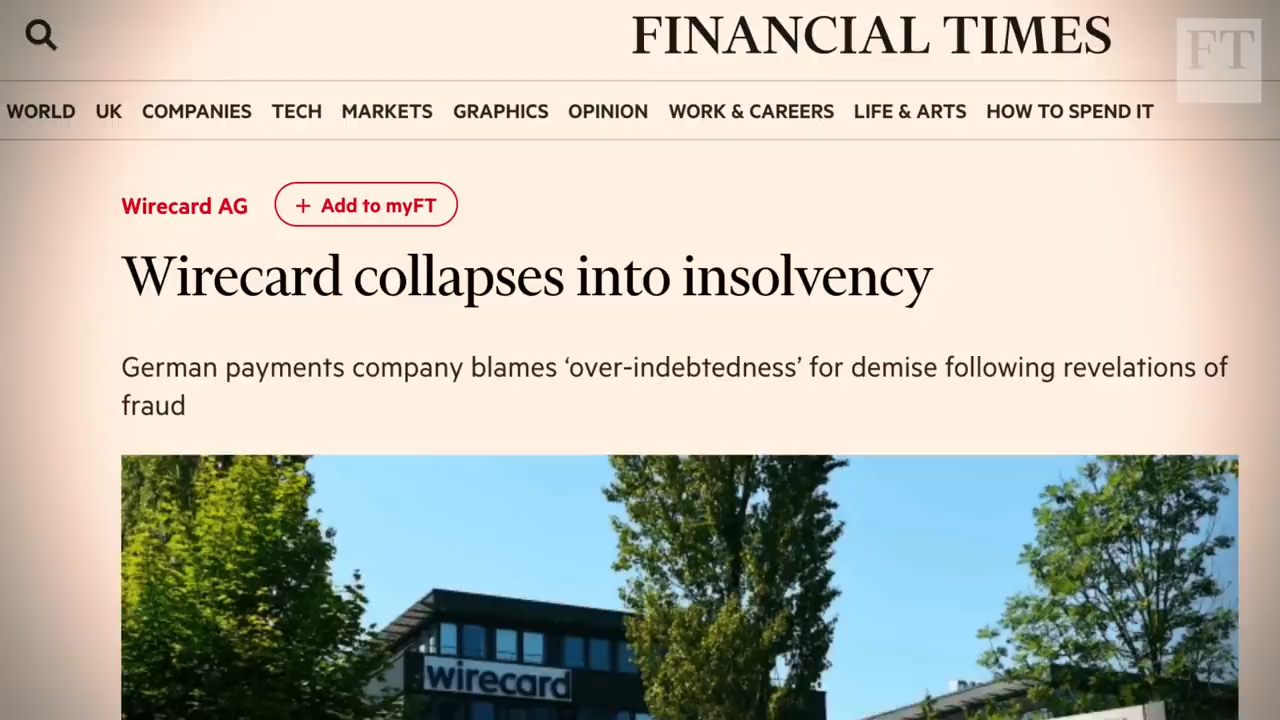 FINANCIAL TIMES
FT
WORLD UK COMPANIES TECH MARKETS GRAPHICS OPINION WORK & CAREERS LIFE & ARTS HOW TO SPEND IT
Wirecard AG + Add to myFT
Wirecard collapses into insolvency
German payments company blames ‘over-indebtedness’ for demise following revelations of
fraud
wirecard